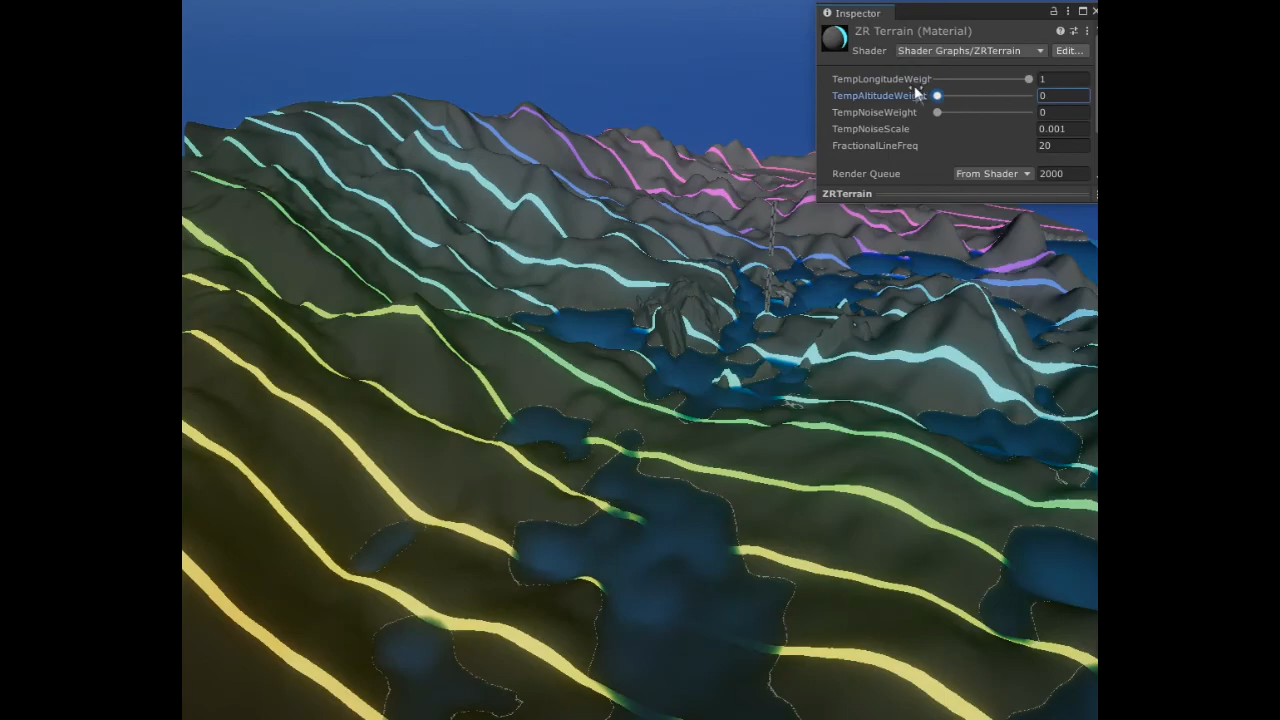 Inspector
ZR Terrain (Material)
Shader Shader Graphs/ZRTerrain Edit...
TempLongitudeWeigh 1
TempAltitudeWeight 0
TempNoiseWeight 0
TempNoiseScale 0.001
FractionalLineFreq 20
Render Queue From Shader 2000
ZRTerrain